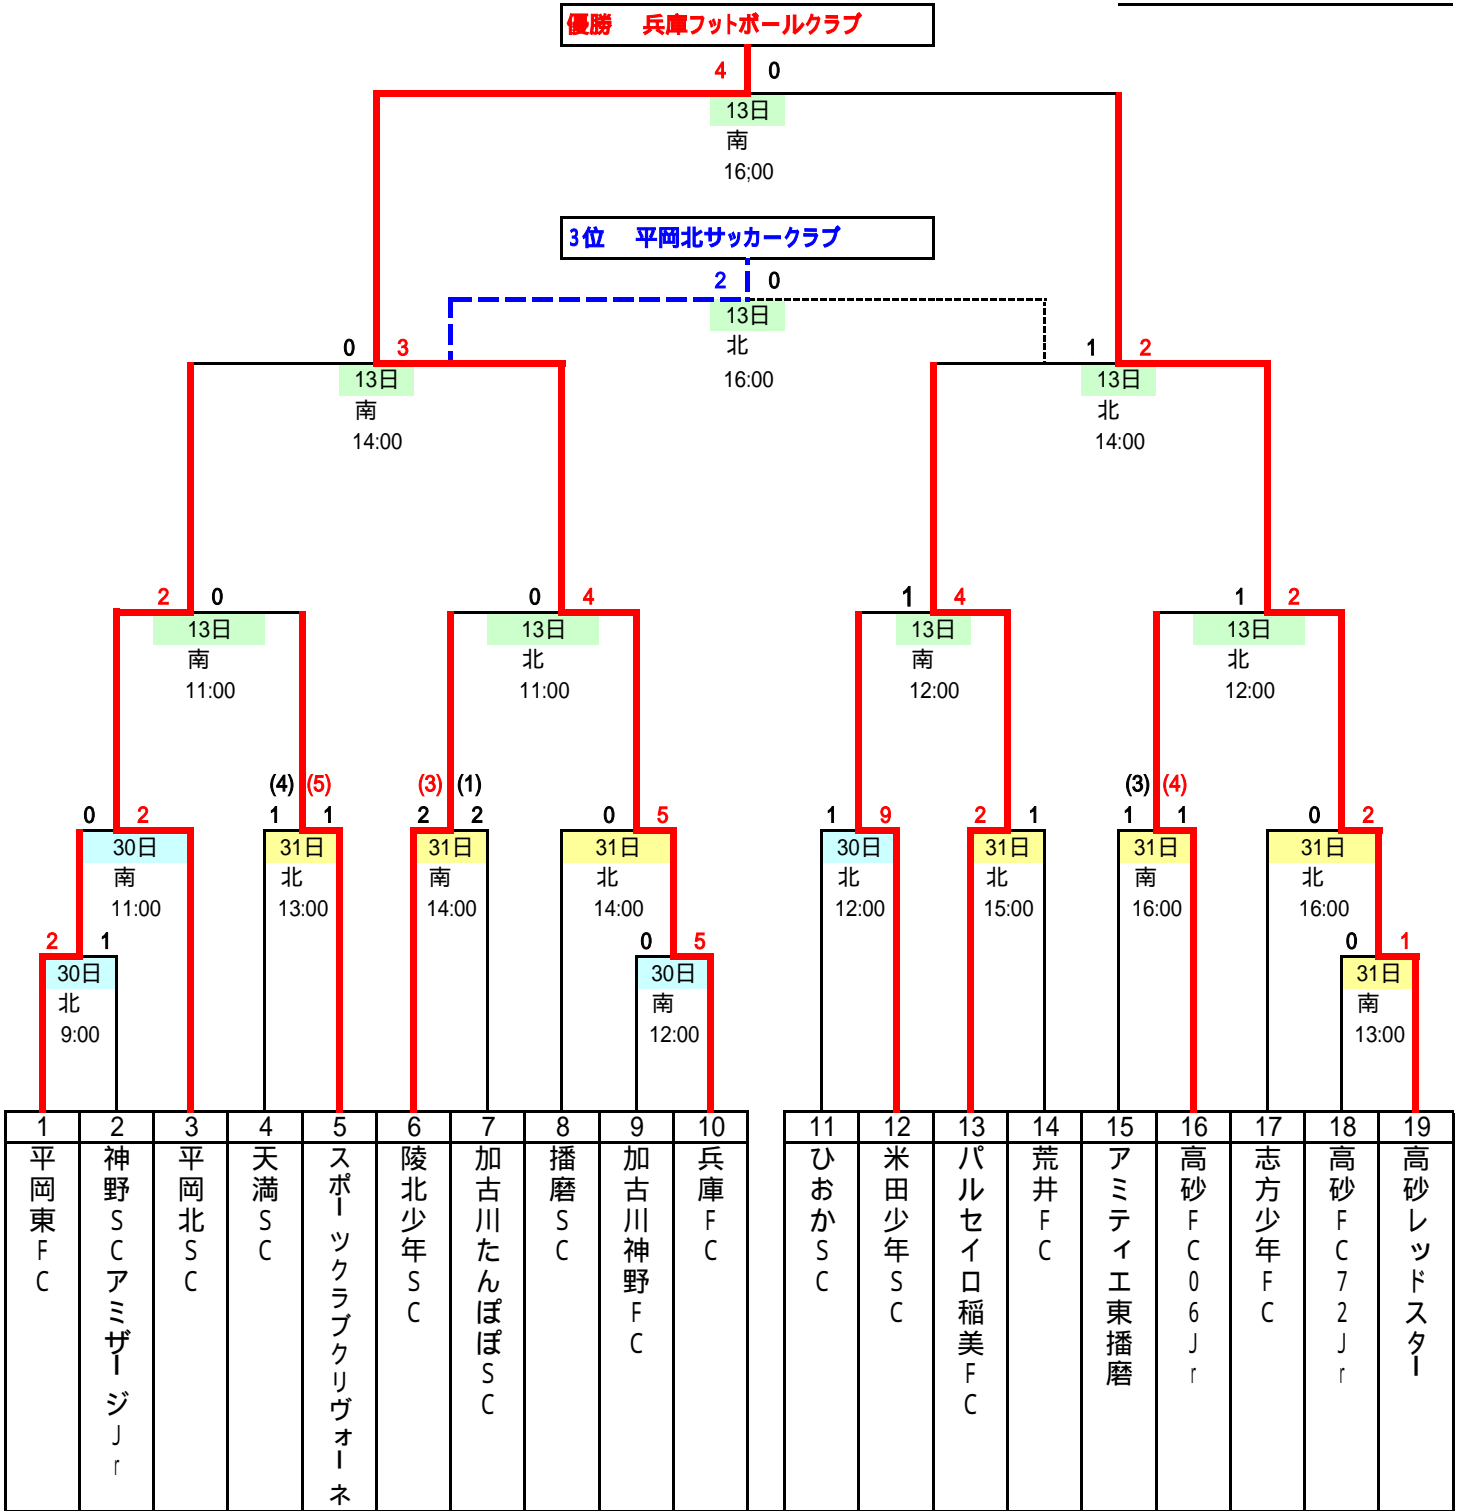 優勝 兵庫フットボールクラブ
4 0
13日
南
16;00
3位 平岡北サッカークラブ
2 0
13日
北
16:00
0 3
13日
南
14:00
1 2
13日
北
14:00
2 0
13日
南
11:00
0 4
13日
北
11:00
1 4
13日
南
12:00
1 2
13日
北
12:00
0 2
30日
南
11:00
(4) (5)
1 1
31日
北
13:00
(3) (1)
2 2
31日
南
14:00
0 5
31日
北
14:00
1 9
30日
北
12:00
2 1
31日
北
15:00
(3) (4)
1 1
31日
南
16:00
0 2
31日
北
16:00
2 1
30日
北
9:00
0 5
30日
南
12:00
0 1
31日
南
13:00
1 2 3 4 5 6 7 8 9 10 11 12 13 14 15 16 17 18 19
平岡東FC
神野SCアミザージJr
平岡北SC
天満SC
スポーツクラブクリヴォーネ
陵北少年SC
加古川たんぽぽSC
播磨SC
加古川神野FC
兵庫FC
ひおかSC
米田少年SC
パルセイロ稲美FC
荒井FC
アミティエ東播磨
高砂FC06Jr
志方少年FC
高砂FC72Jr
高砂レッドスター